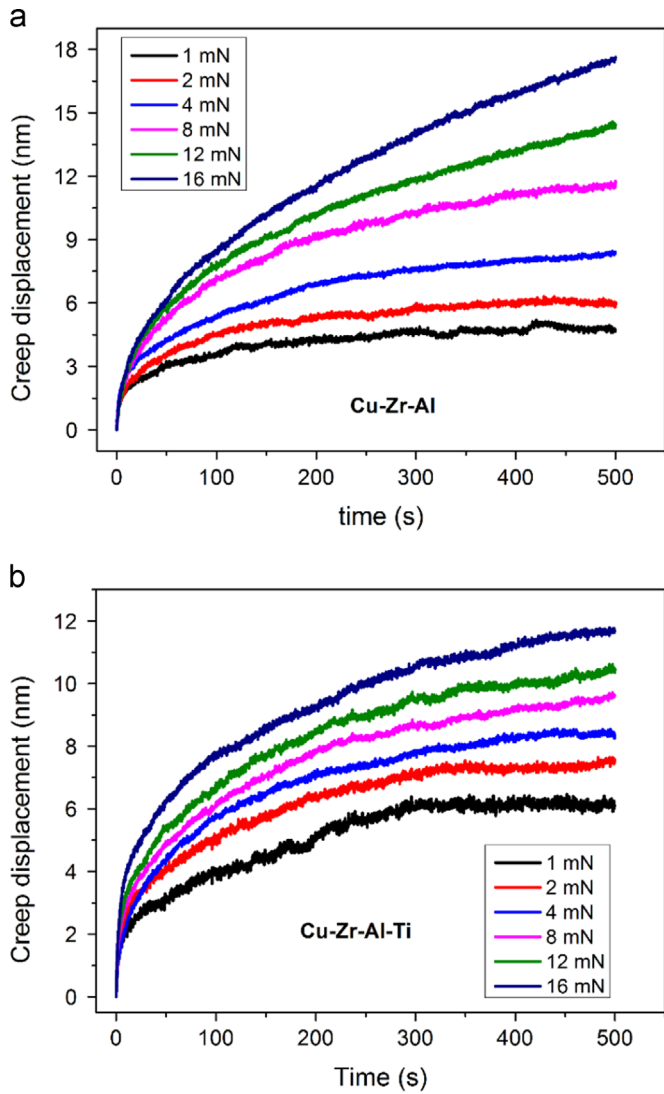 a
18
15
12
9
6
3
0
Creep displacement (nm)
1 mN
2 mN
4 mN
8 mN
12 mN
16 mN
Cu-Zr-Al
0 100 200 300 400 500
time (s)
b
12
10
8
6
4
2
0
Creep displacement (nm)
Cu-Zr-Al-Ti
1 mN
2 mN
4 mN
8 mN
12 mN
16 mN
0 100 200 300 400 500
Time (s)